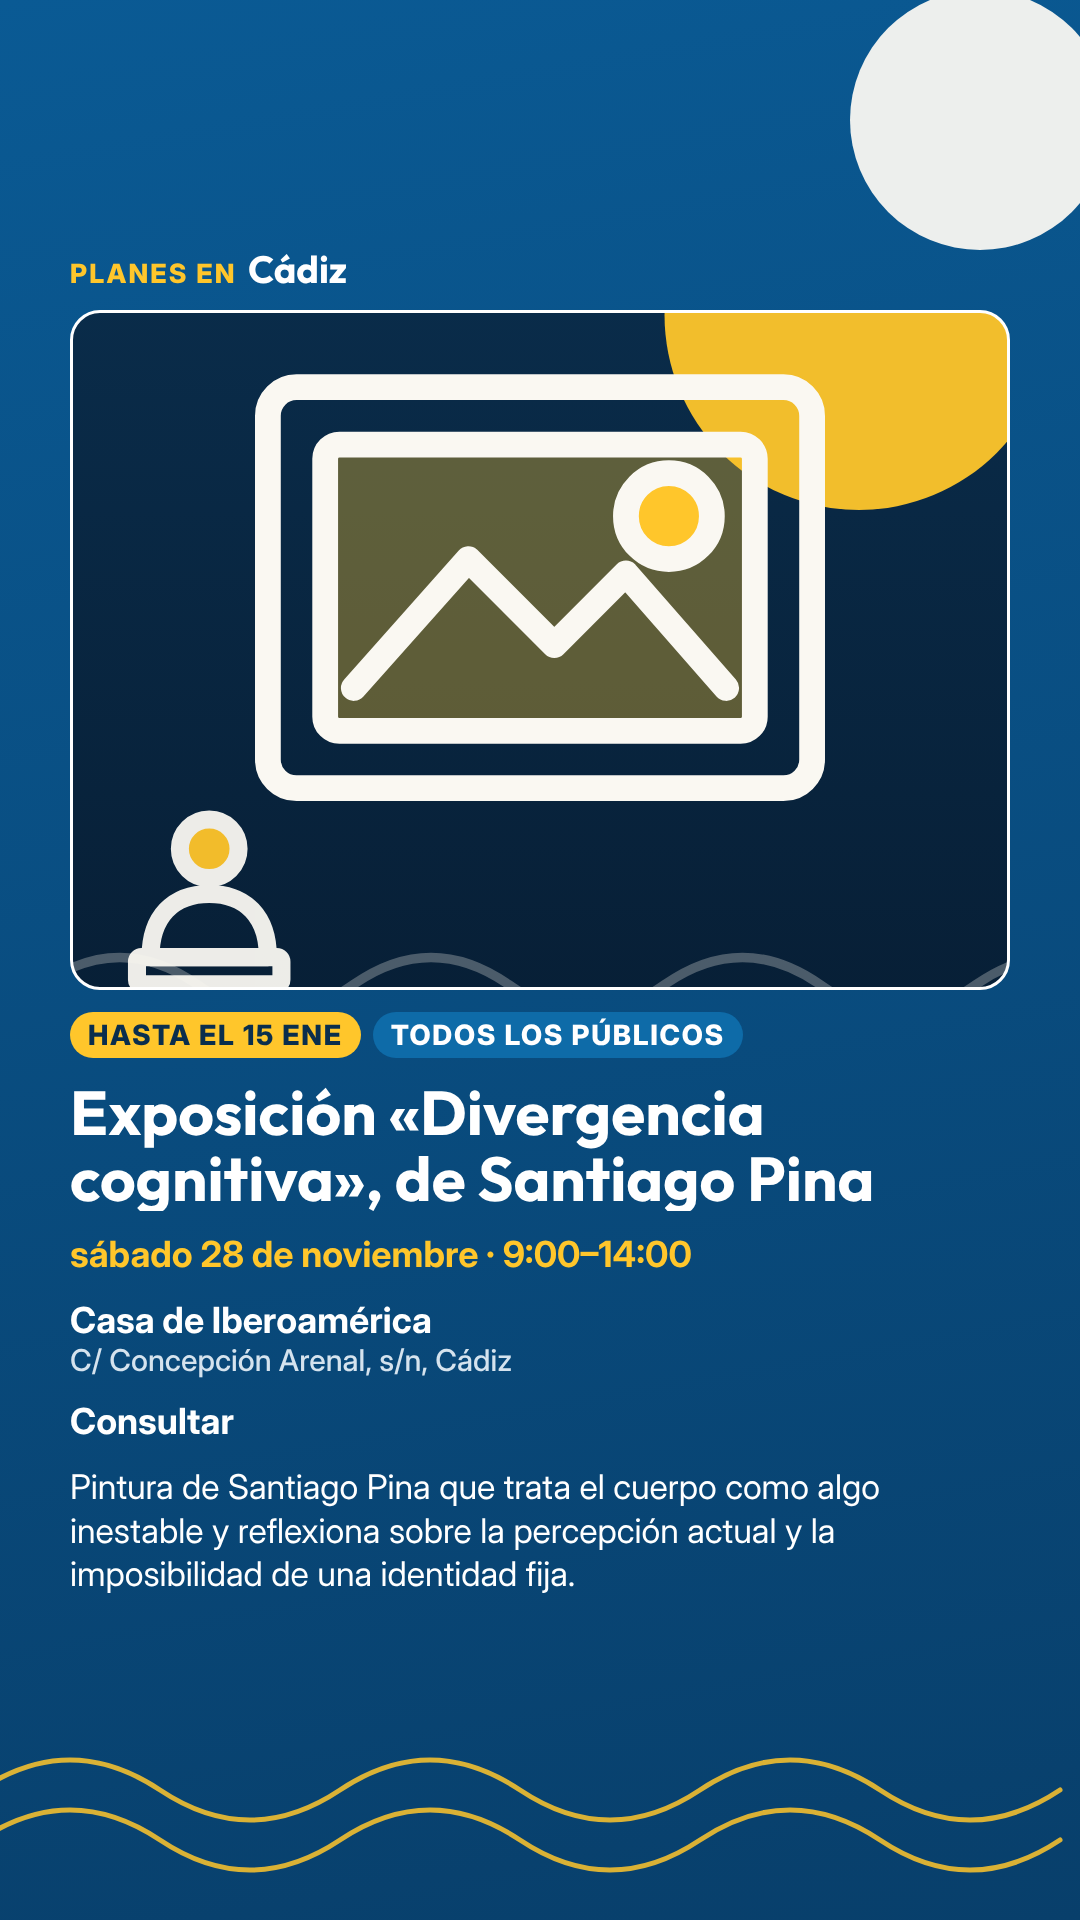 PLANES EN Cádiz
HASTA EL 15 ENE TODOS LOS PÚBLICOS
Exposición «Divergencia
cognitiva», de Santiago Pina
sábado 28 de noviembre · 9:00–14:00
Casa de Iberoamérica
C/ Concepción Arenal, s/n, Cádiz
Consultar
Pintura de Santiago Pina que trata el cuerpo como algo
inestable y reflexiona sobre la percepción actual y la
imposibilidad de una identidad fija.